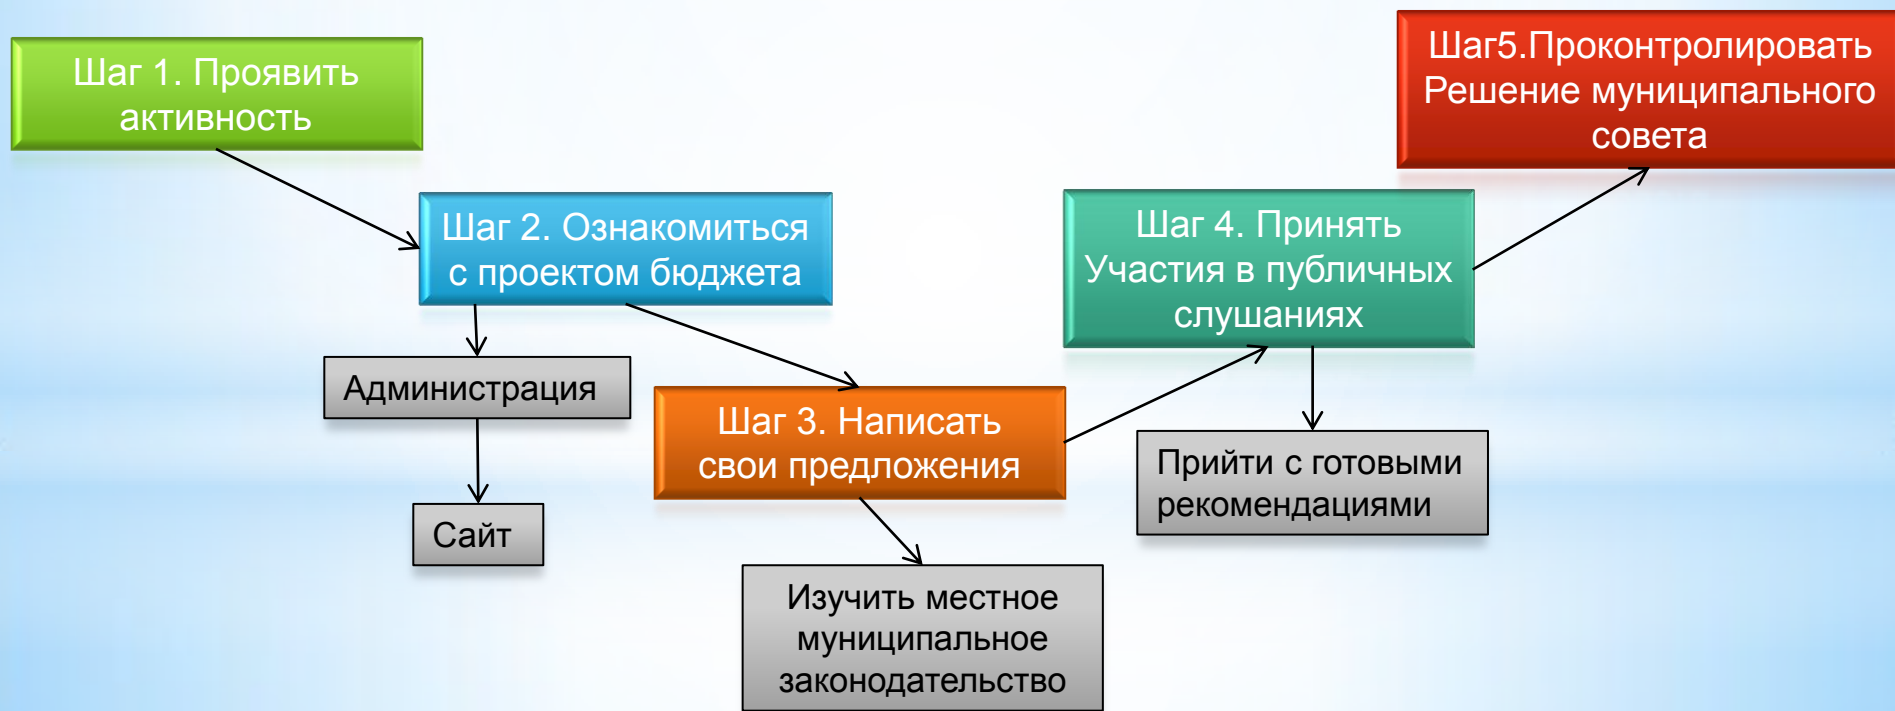 Шаг 1. Проявить
активность
Шаг 2. Ознакомиться
с проектом бюджета
Администрация
Сайт
Шаг 3. Написать
свои предложения
Изучить местное
муниципальное
законодательство
Шаг 4. Принять
Участия в публичных
слушаниях
Прийти с готовыми
рекомендациями
Шаг5.Проконтролировать
Решение муниципального
совета